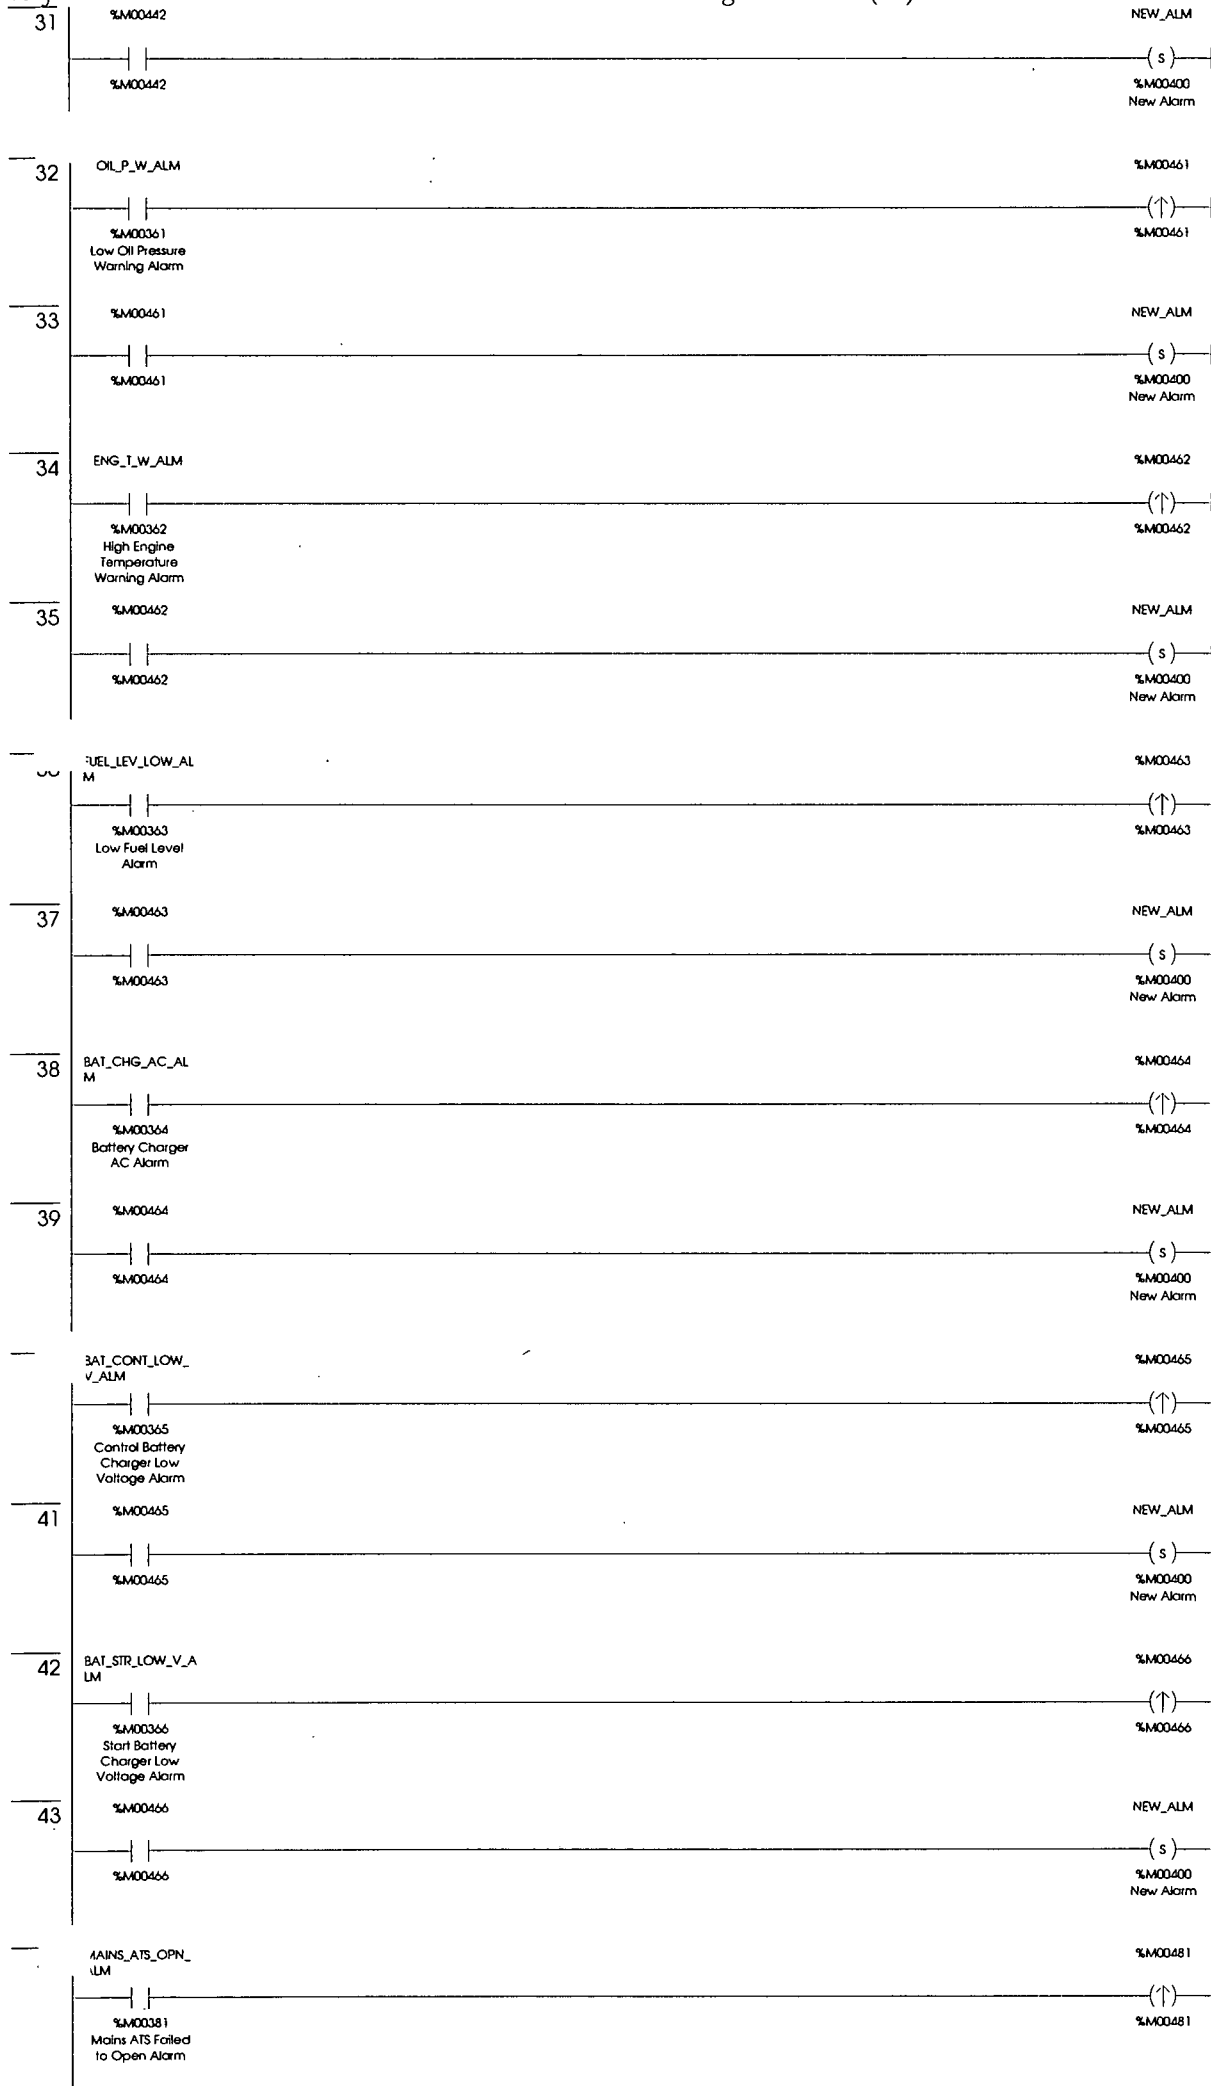 31
%M00442
NEW_ALM
(s)
%M00442
%M00400
New Alarm
32
OIL_P_W_ALM
%M00461
(↑)
%M00361
%M00461
Low Oil Pressure
Warning Alarm
33
%M00461
NEW_ALM
(s)
%M00461
%M00400
New Alarm
34
ENG_T_W_ALM
%M00462
(↑)
%M00362
%M00462
High Engine
Temperature
Warning Alarm
35
%M00462
NEW_ALM
(s)
%M00462
%M00400
New Alarm
FUEL_LEV_LOW_AL
M
%M00463
(↑)
%M00363
%M00463
Low Fuel Level
Alarm
37
%M00463
NEW_ALM
(s)
%M00463
%M00400
New Alarm
38
BAT_CHG_AC_AL
M
%M00464
(↑)
%M00364
%M00464
Battery Charger
AC Alarm
39
%M00464
NEW_ALM
(s)
%M00464
%M00400
New Alarm
BAT_CONT_LOW_
V_ALM
%M00465
(↑)
%M00365
%M00465
Control Battery
Charger Low
Voltage Alarm
41
%M00465
NEW_ALM
(s)
%M00465
%M00400
New Alarm
42
BAT_STR_LOW_V_A
LM
%M00466
(↑)
%M00366
%M00466
Start Battery
Charger Low
Voltage Alarm
43
%M00466
NEW_ALM
(s)
%M00466
%M00400
New Alarm
MAINS_ATS_OPN_
ALM
%M00481
(↑)
%M00381
%M00481
Mains ATS Failed
to Open Alarm